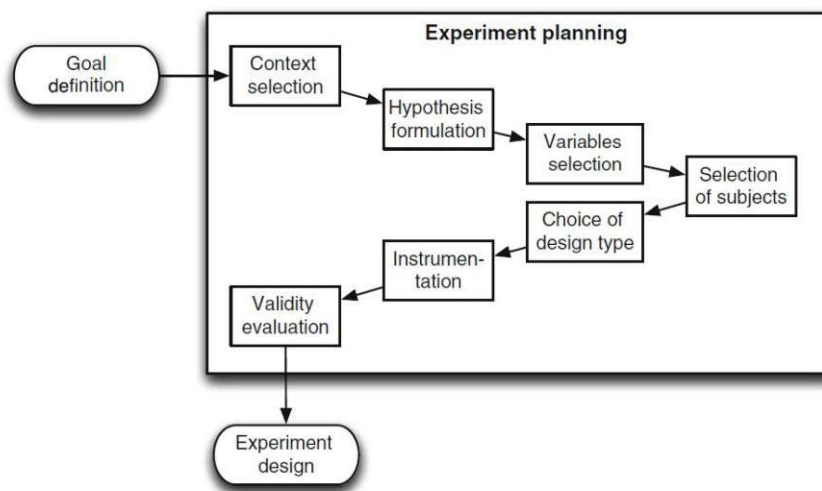 Experiment planning
Goal
definition
Context
selection
Hypothesis
formulation
Variables
selection
Selection
of subjects
Choice of
design type
Instrumen-
tation
Validity
evaluation
Experiment
design